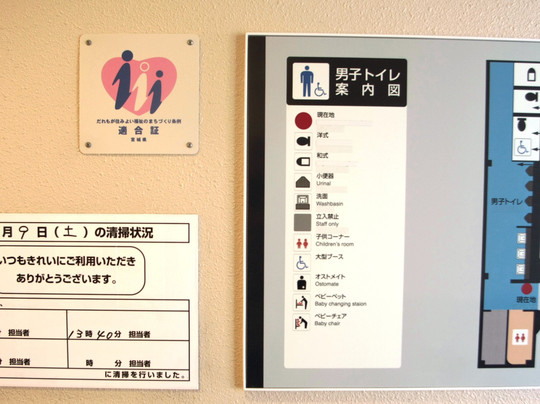 だれもが住みよい福祉のまちづくり条例
適合証
宮城県
月9日(土)の清掃状況
いつもきれいにご利用いただき
ありがとうございます。
分 担当者
13時40分 担当者
分 担当者
時 分 担当者
に清掃を行いました。
男子トイレ
案内図
現在地
洋式
和式
小便器
Urinal
洗面
Washbasin
立入禁止
Staff only
子供コーナー
Children's room
大型ブース
オストメイト
Ostomate
ベビーベット
Baby changing staion
ベビーチェア
Baby chair
男子トイレ
現在地